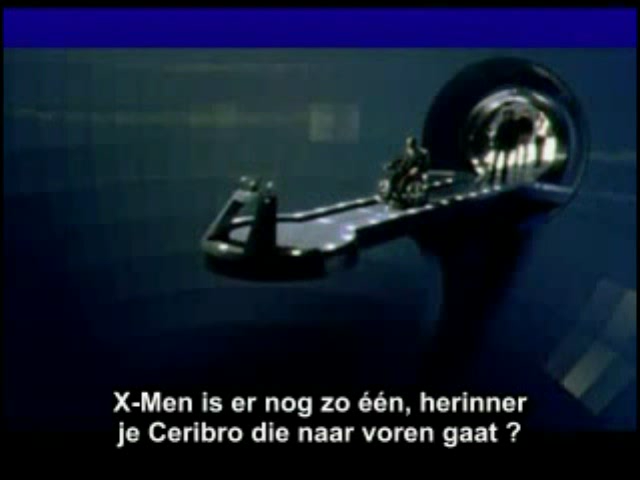 X-Men is er nog zo één, herinner
je Ceribro die naar voren gaat ?